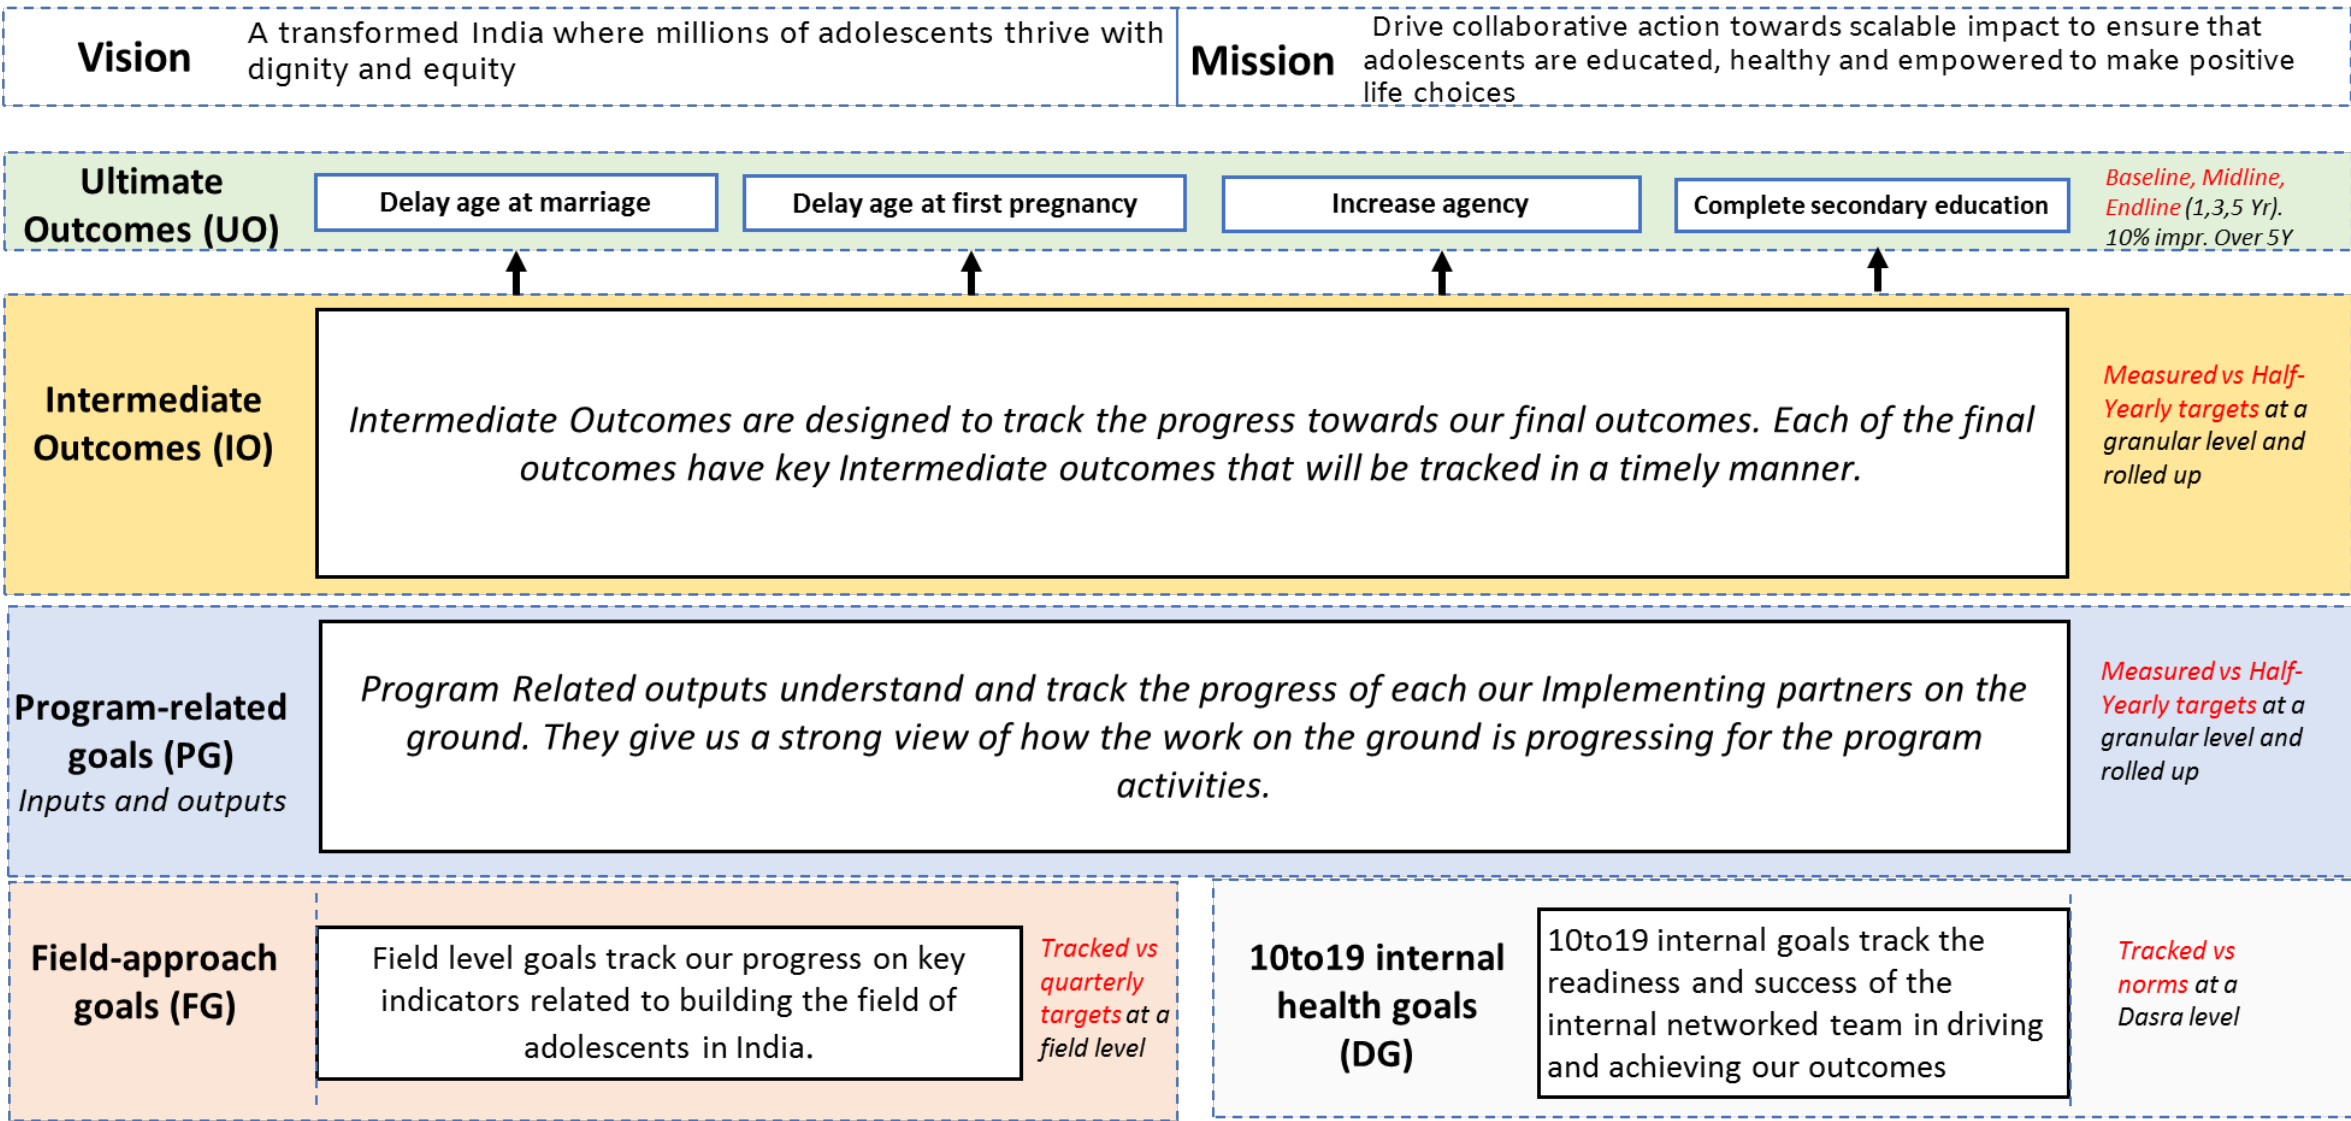 Vision
A transformed India where millions of adolescents thrive with
dignity and equity
Mission
Drive collaborative action towards scalable impact to ensure that
adolescents are educated, healthy and empowered to make positive
life choices
Ultimate
Outcomes (UO)
Delay age at marriage
Delay age at first pregnancy
Increase agency
Complete secondary education
Baseline, Midline,
Endline (1,3,5 Yr).
10% impr. Over 5Y
Intermediate
Outcomes (IO)
Intermediate Outcomes are designed to track the progress towards our final outcomes. Each of the final
outcomes have key Intermediate outcomes that will be tracked in a timely manner.
Measured vs Half-
Yearly targets at a
granular level and
rolled up
Program-related
goals (PG)
Inputs and outputs
Program Related outputs understand and track the progress of each our Implementing partners on the
ground. They give us a strong view of how the work on the ground is progressing for the program
activities.
Measured vs Half-
Yearly targets at a
granular level and
rolled up
Field-approach
goals (FG)
Field level goals track our progress on key
indicators related to building the field of
adolescents in India.
Tracked vs
quarterly
targets at a
field level
10to19 internal
health goals
(DG)
10to19 internal goals track the
readiness and success of the
internal networked team in driving
and achieving our outcomes
Tracked vs
norms at a
Dasra level